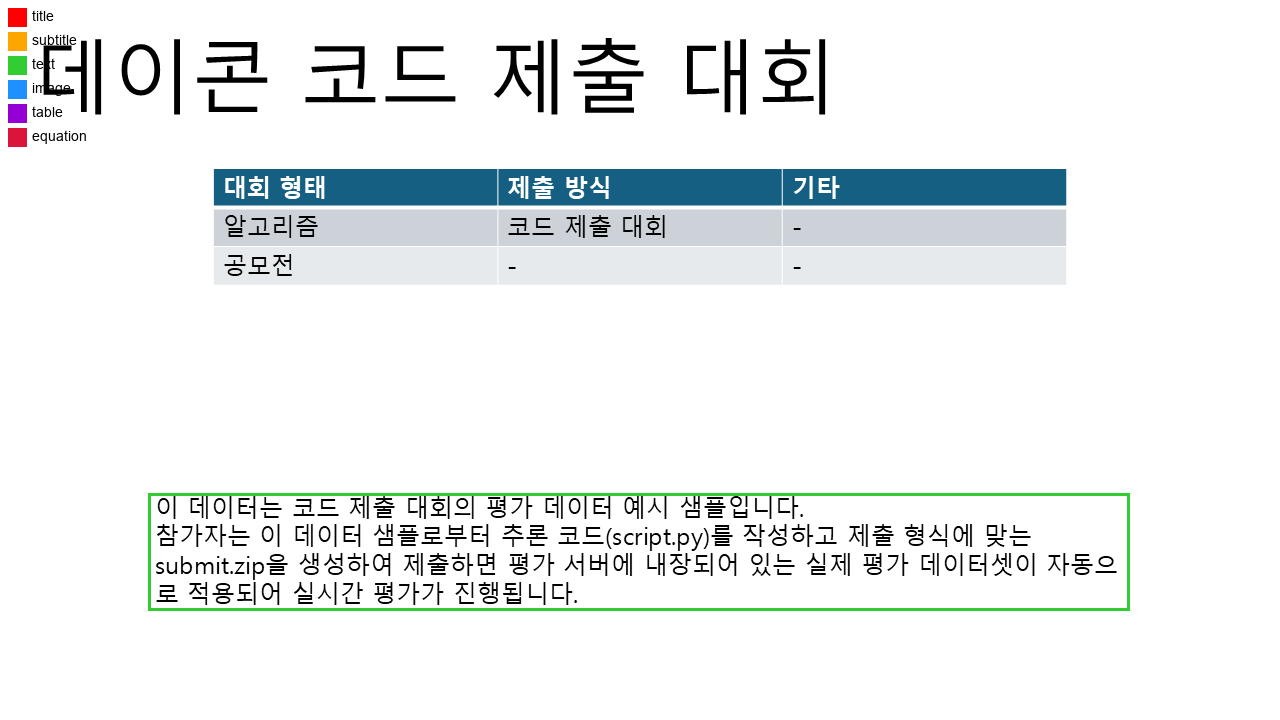 title
subtitle
text
image
table
equation
데이콘 코드 제출 대회
대회 형태 제출 방식 기타
알고리즘 코드 제출 대회 -
공모전 - -
이 데이터는 코드 제출 대회의 평가 데이터 예시 샘플입니다.
참가자는 이 데이터 샘플로부터 추론 코드(script.py)를 작성하고 제출 형식에 맞는
submit.zip을 생성하여 제출하면 평가 서버에 내장되어 있는 실제 평가 데이터셋이 자동으
로 적용되어 실시간 평가가 진행됩니다.